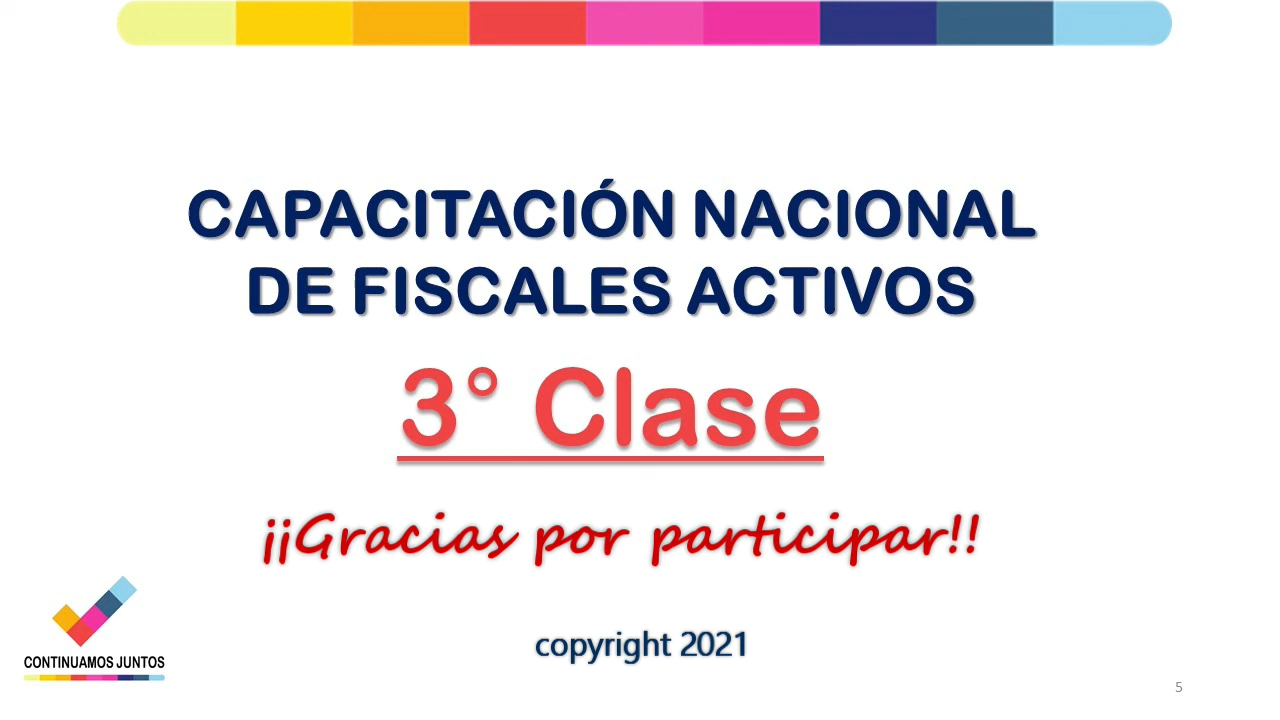 CAPACITACIÓN NACIONAL
DE FISCALES ACTIVOS
3° Clase
¡¡Gracias por participar!!
copyright 2021
CONTINUAMOS JUNTOS
5